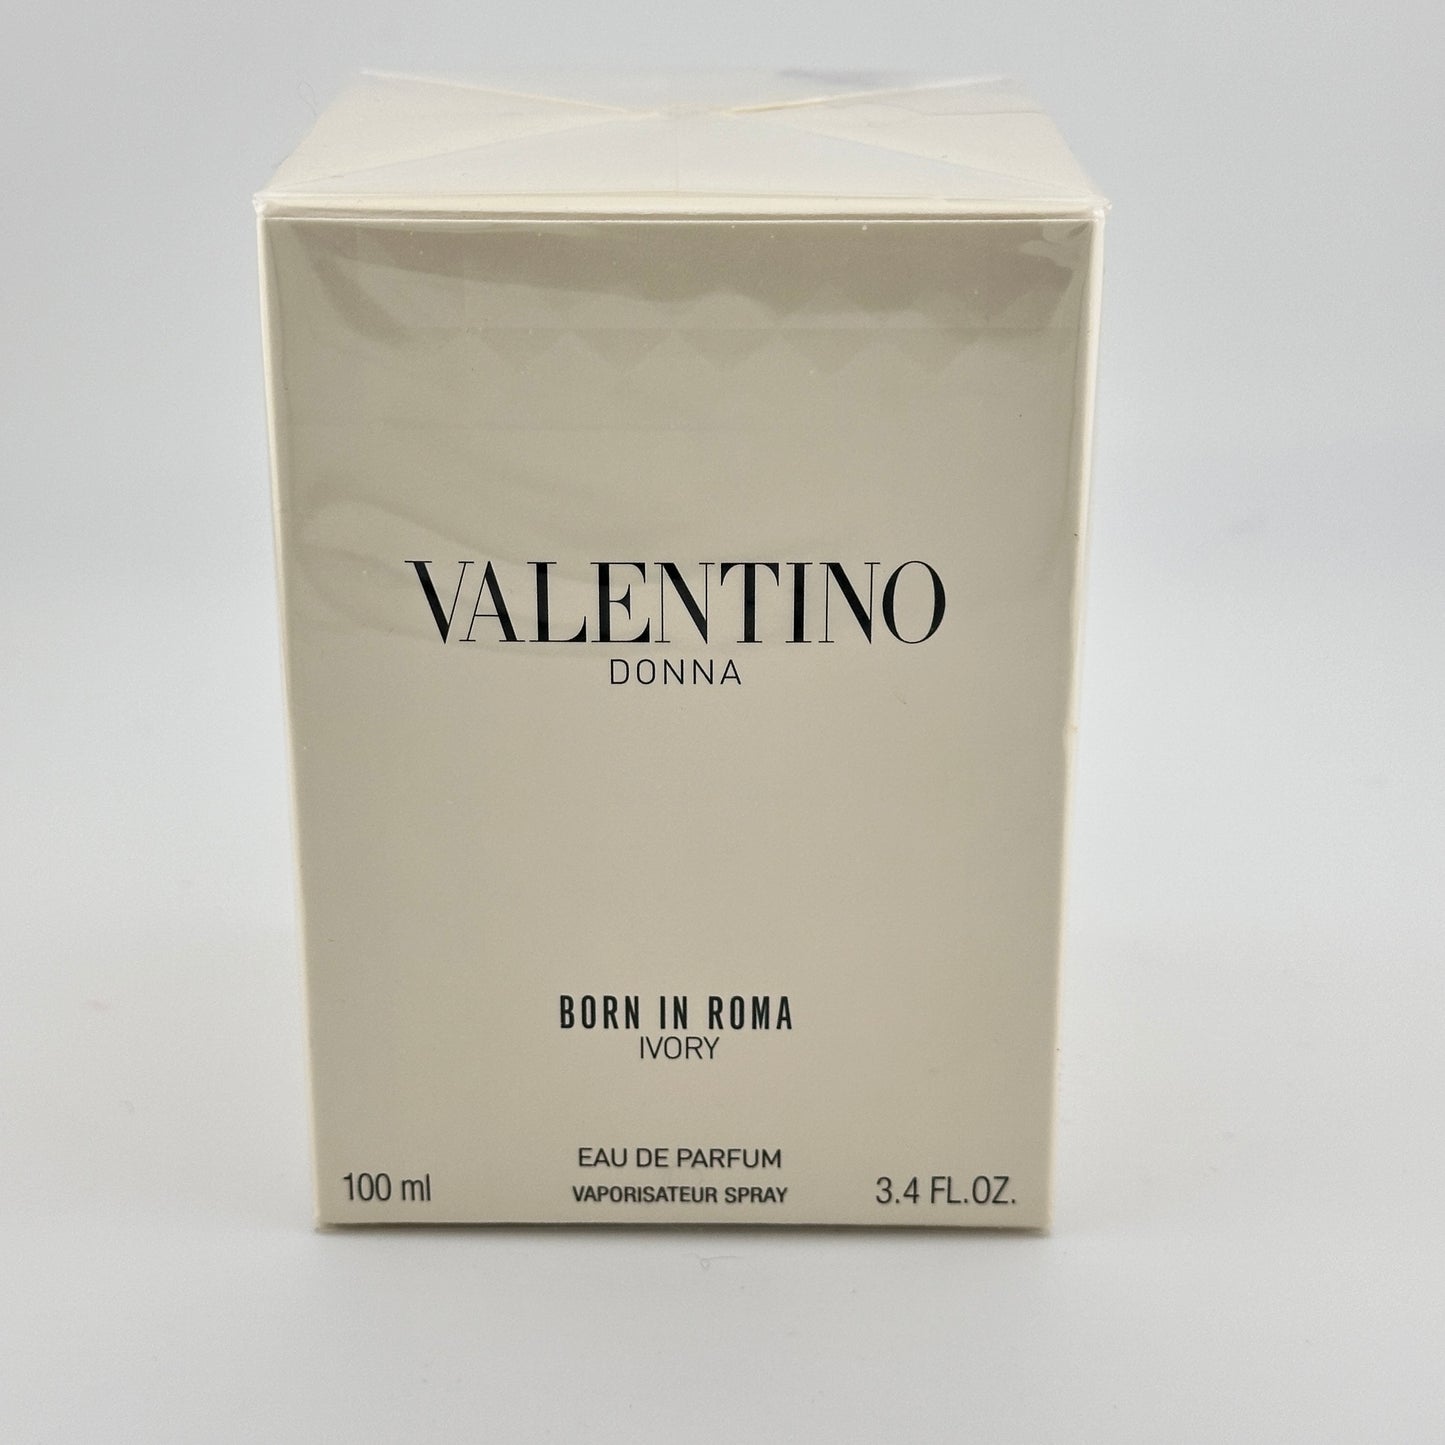 VALENTINO
DONNA
BORN IN ROMA
IVORY
EAU DE PARFUM
100 ml VAPORISATEUR SPRAY 3.4 FL.OZ.